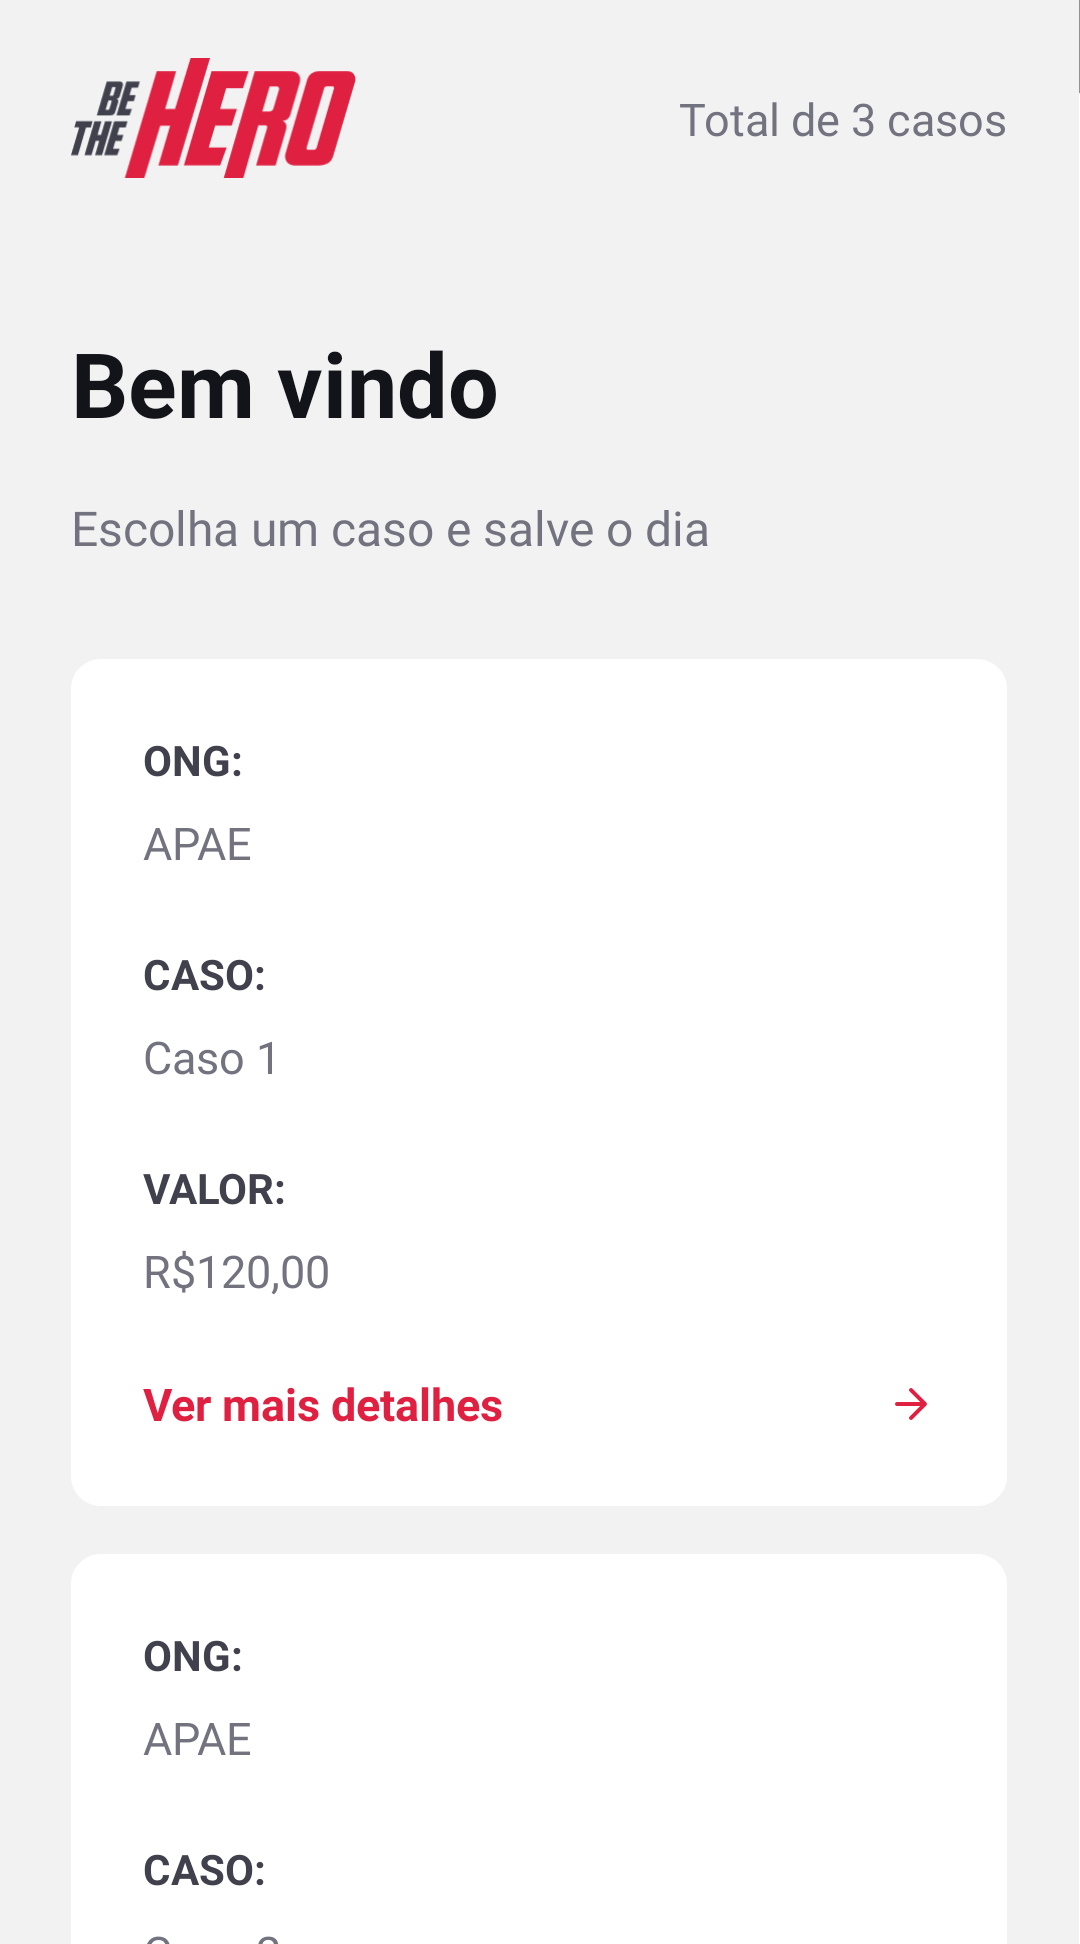 BE THE HERO
Total de 3 casos
Bem vindo
Escolha um caso e salve o dia
ONG:
APAE
CASO:
Caso 1
VALOR:
R$120,00
Ver mais detalhes
ONG:
APAE
CASO: